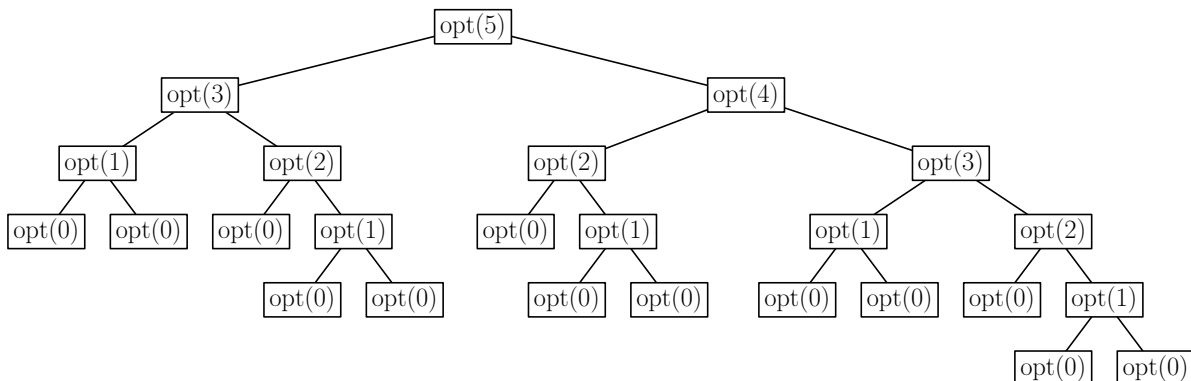 opt(5)
opt(3) opt(4)
opt(1) opt(2) opt(2) opt(3)
opt(0) opt(0) opt(0) opt(1) opt(0) opt(1) opt(1) opt(2)
opt(0) opt(0) opt(0) opt(0) opt(0) opt(0) opt(0) opt(1)
opt(0) opt(0)